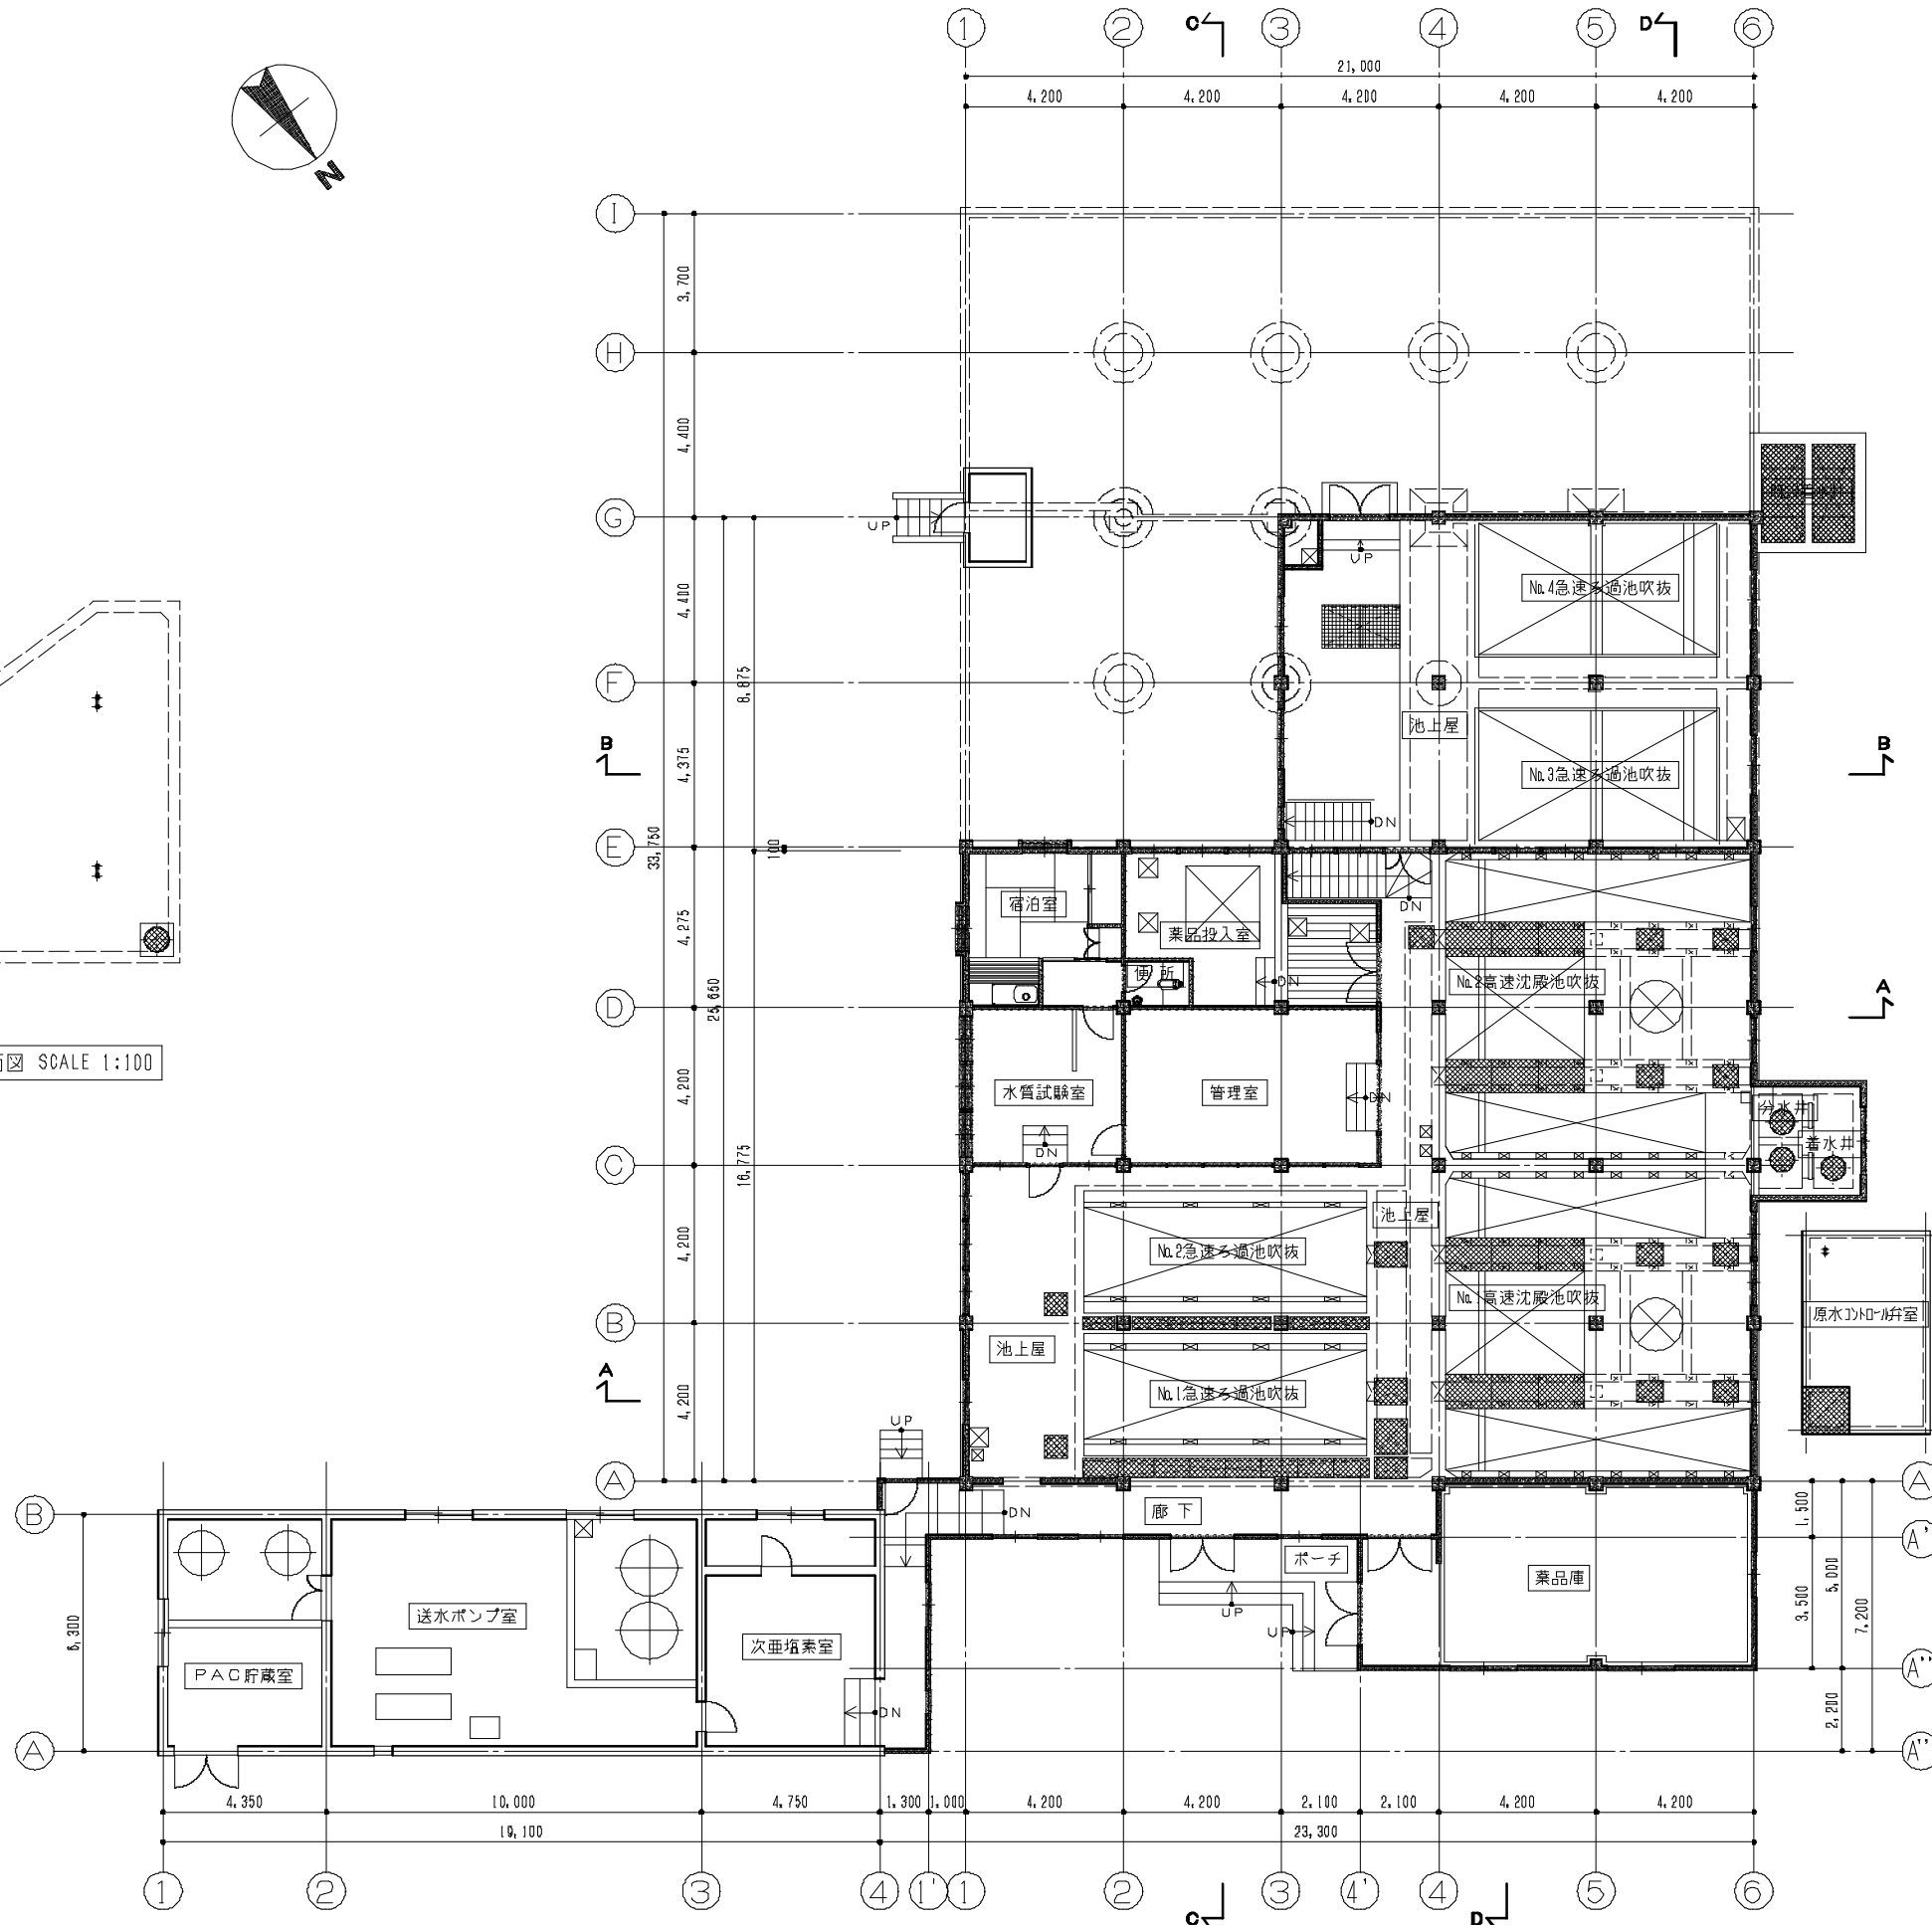 ① ② C ③ ④ ⑤ D ⑥
21,000
4,200 4,200 4,200 4,200 4,200
N
I
3,700
H
4,400
G
UP
UP
4,400
No.4急速ろ過池吹抜
F
8,875
池上屋
B
4,375
No.3急速ろ過池吹抜
B
DN
E
33,750
100
4,275
宿泊室
薬品投入室
DN
便所
DN
No.2高速沈殿池吹抜
D
25,650
A
面図 SCALE 1:100
4,200
水質試験室
管理室
DN
DN
分水井
着水井
C
16,775
4,200
池上屋
No.2急速ろ過池吹抜
No.1高速沈殿池吹抜
原水コントロール弁室
B
池上屋
A
4,200
No.1急速ろ過池吹抜
UP
A
A
B
DN
廊下
1,500
A'
ポーチ
薬品庫
5,000
3,500
7,200
6,300
送水ポンプ室
次亜塩素室
UP
UP
PAC貯蔵室
A''
DN
2,200
A
4,350 10,000 4,750 1,300 1,000 4,200 4,200 2,100 2,100 4,200 4,200
19,100 23,300
① ② ③ ④ 1' ① ② ③ 4' ④ ⑤ ⑥
C D